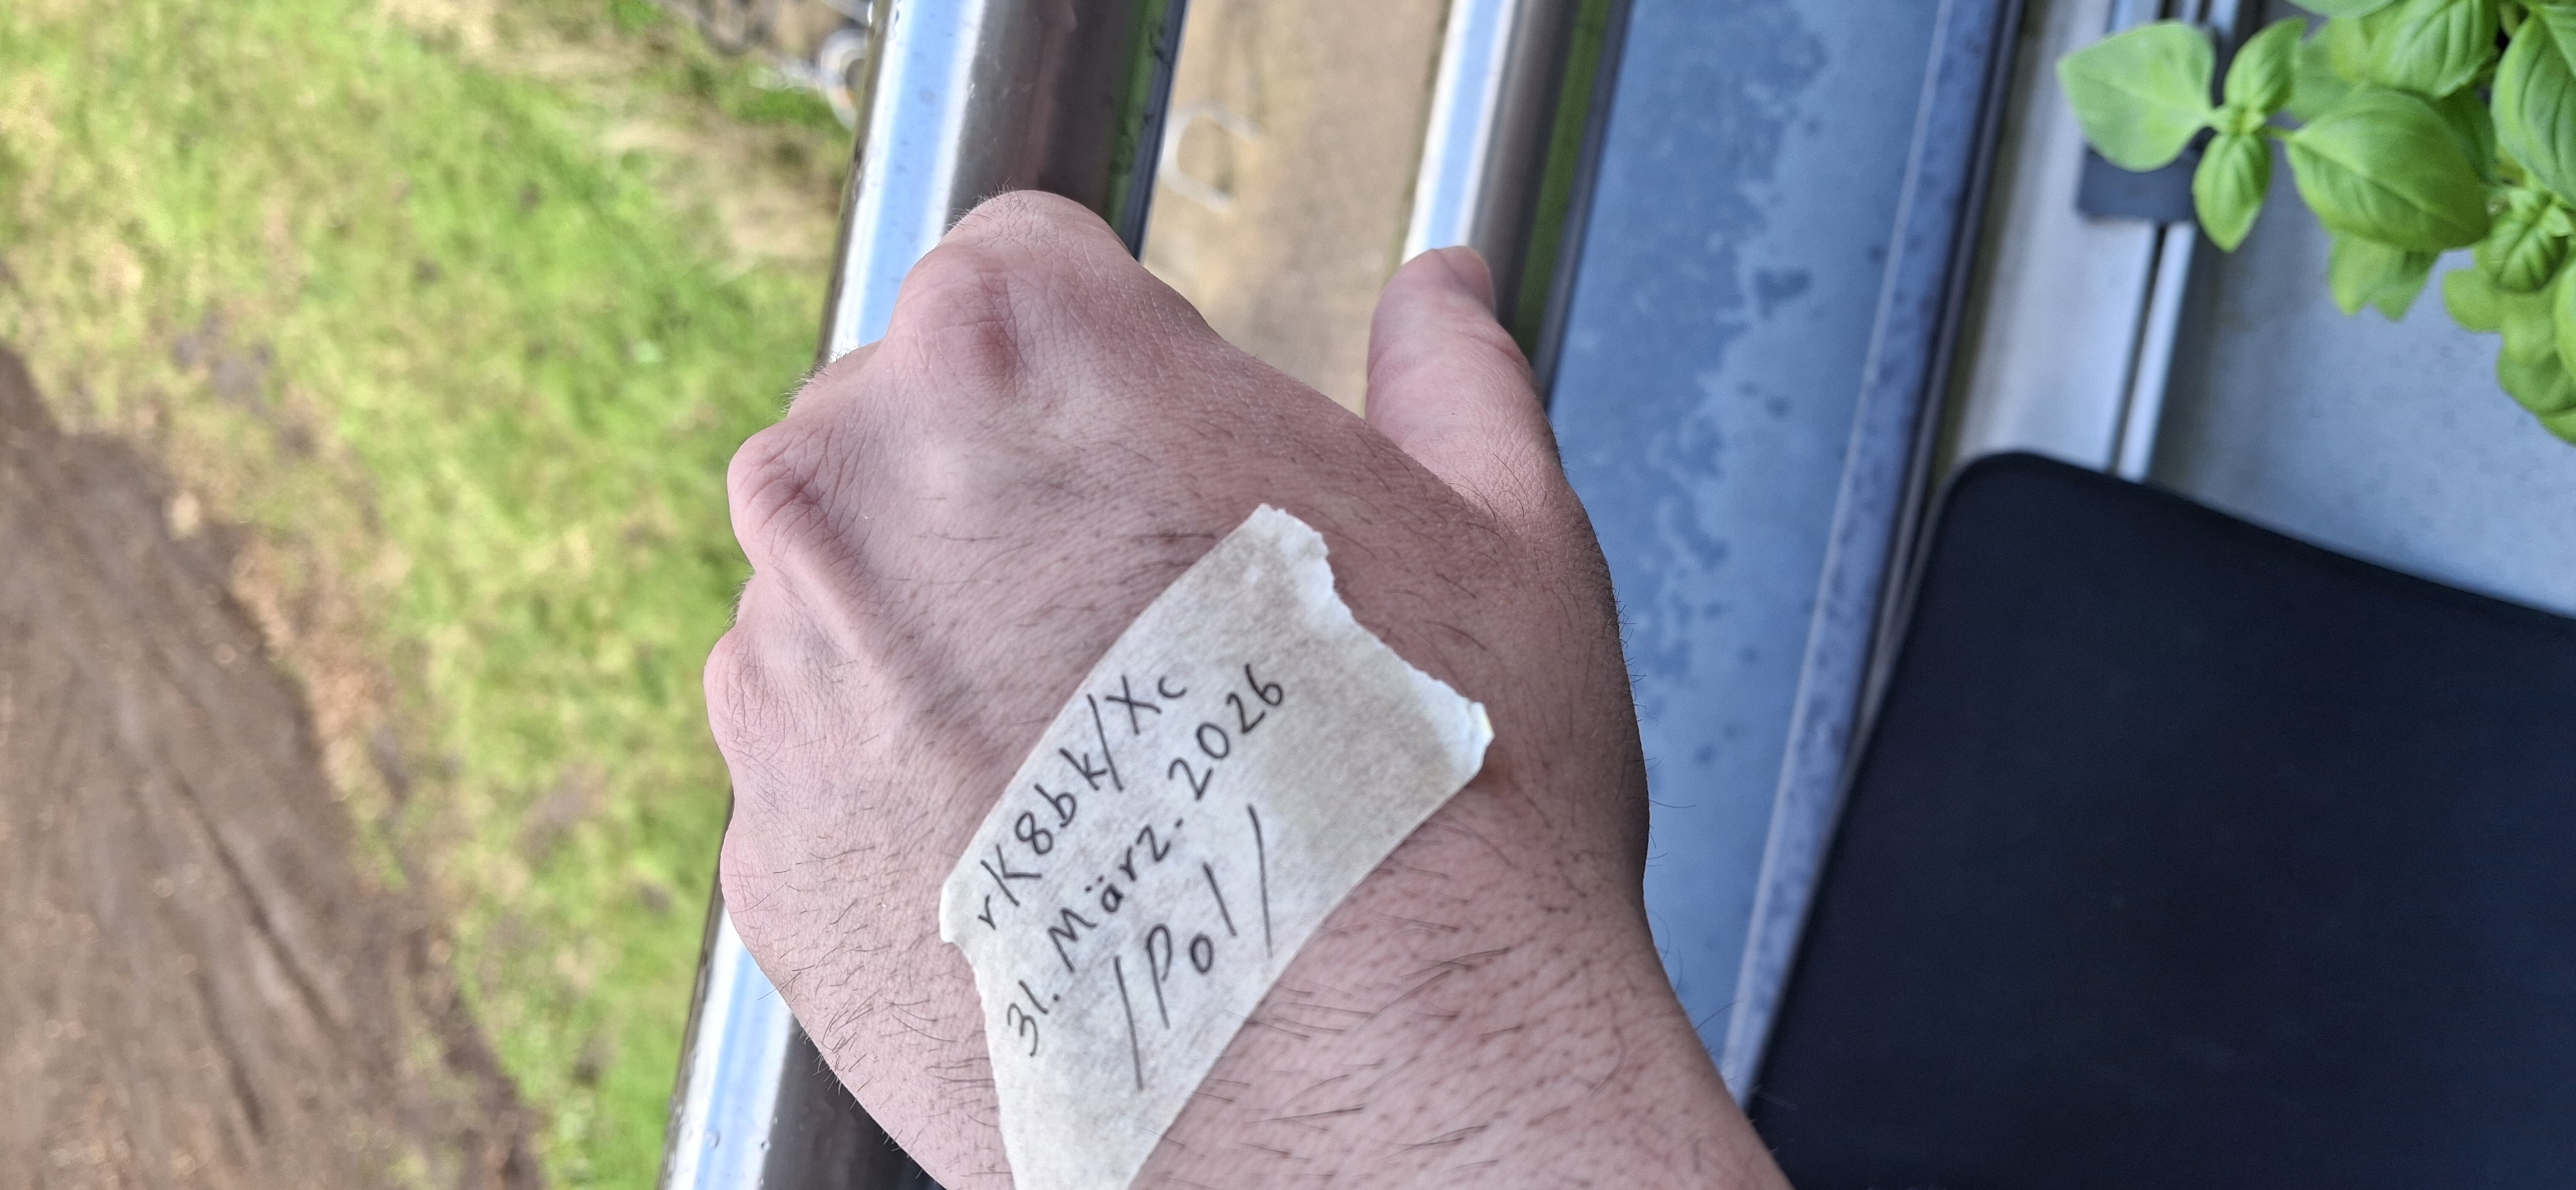 rK8bk/Xc
31. März. 2026
/Pol/